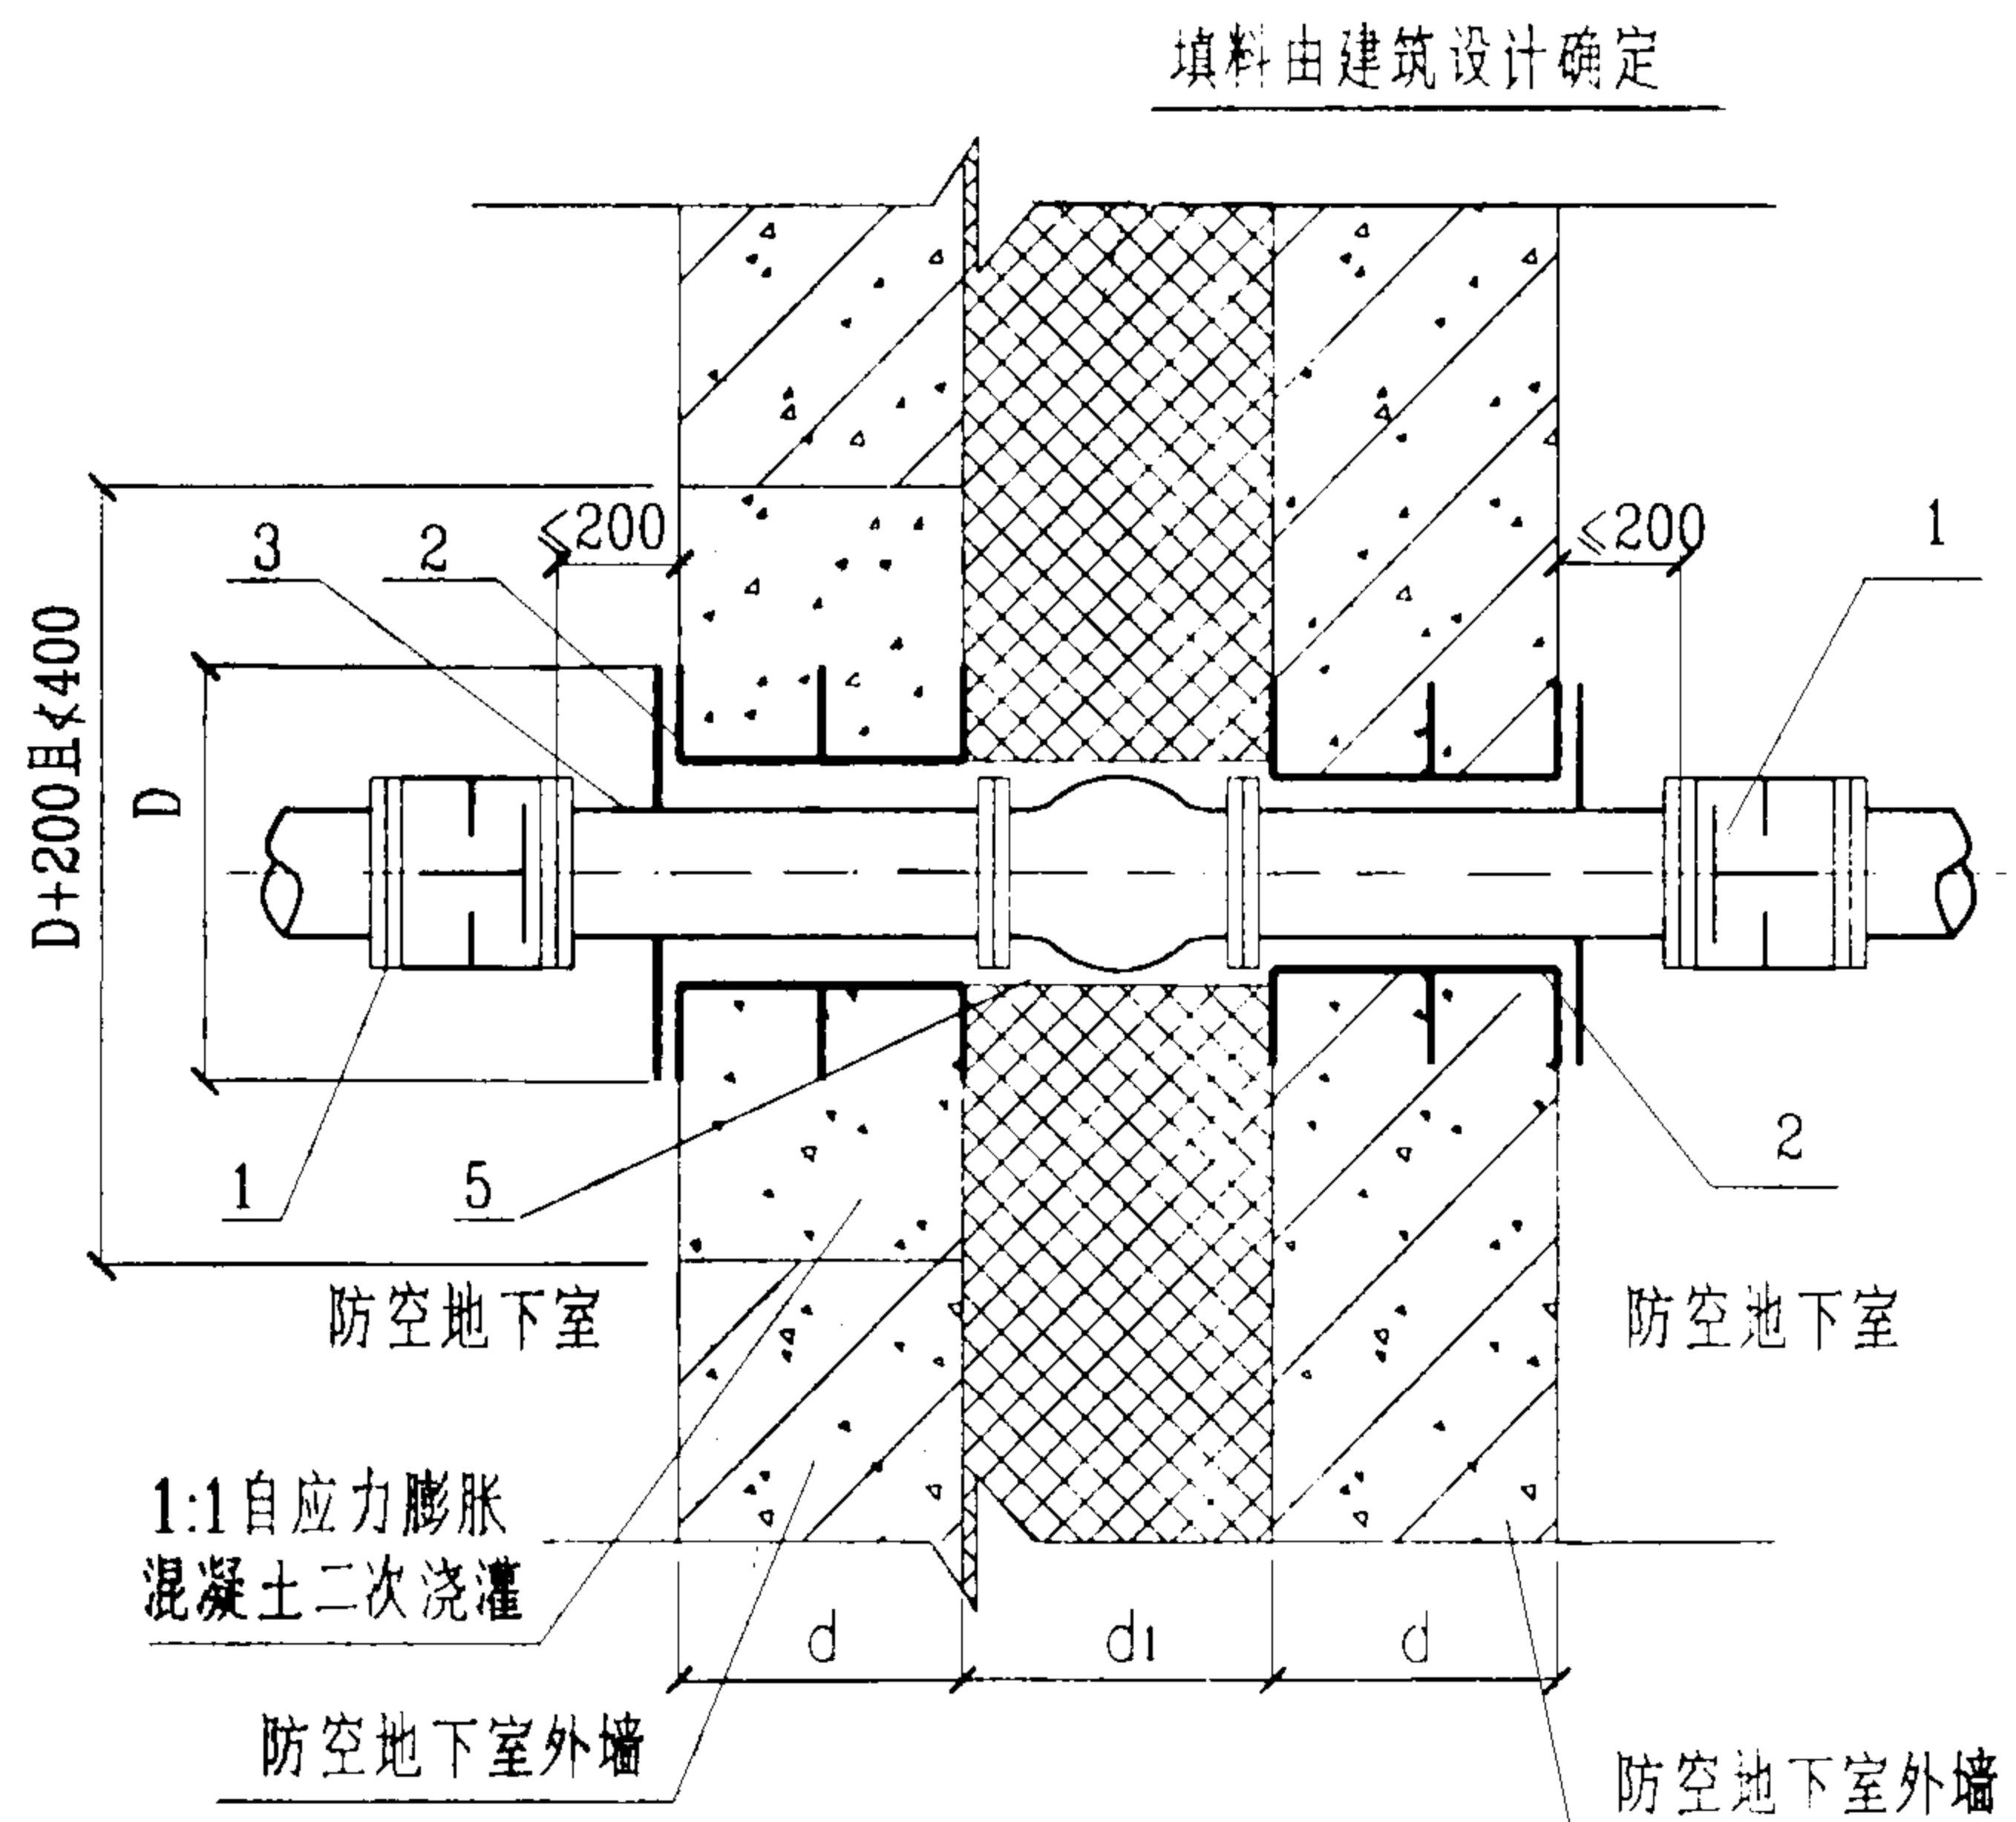 填料由建筑设计确定
3
2
≤200
≤200
1
D+200且≮400
D
1
5
2
防空地下室
防空地下室
1:1自应力膨胀
混凝土二次浇灌
d
d1
d
防空地下室外墙
防空地下室外墙